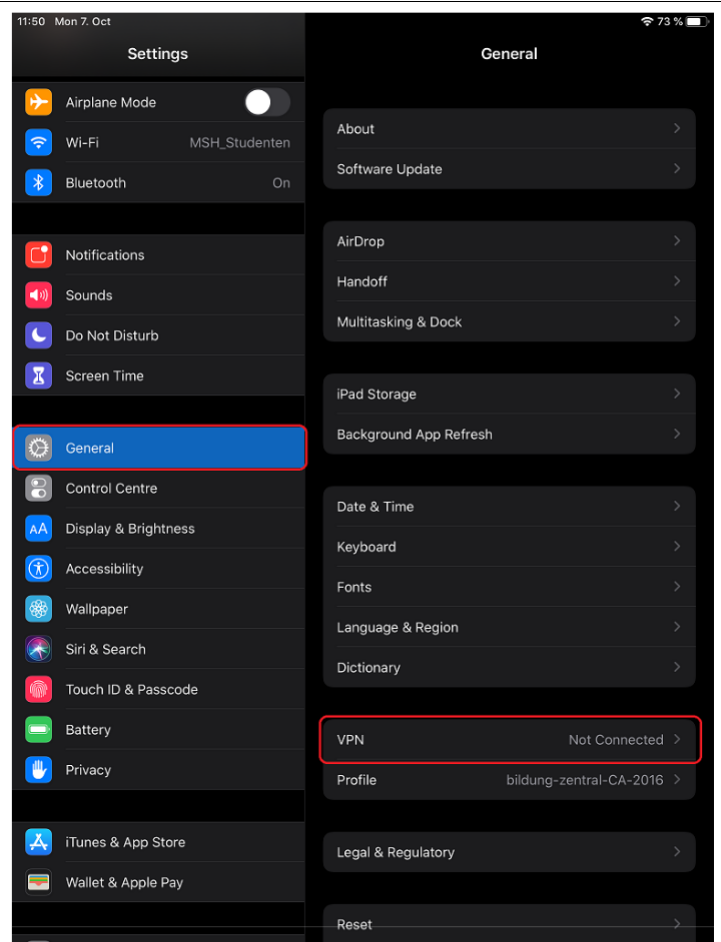 11:50 Mon 7. Oct
73 %
Settings
Airplane Mode
Wi-Fi MSH_Studenten
Bluetooth On
Notifications
Sounds
Do Not Disturb
Screen Time
General
Control Centre
AA Display & Brightness
Accessibility
Wallpaper
Siri & Search
Touch ID & Passcode
Battery
Privacy
iTunes & App Store
Wallet & Apple Pay
General
About
Software Update
AirDrop
Handoff
Multitasking & Dock
iPad Storage
Background App Refresh
Date & Time
Keyboard
Fonts
Language & Region
Dictionary
VPN Not Connected
Profile bildung-zentral-CA-2016
Legal & Regulatory
Reset